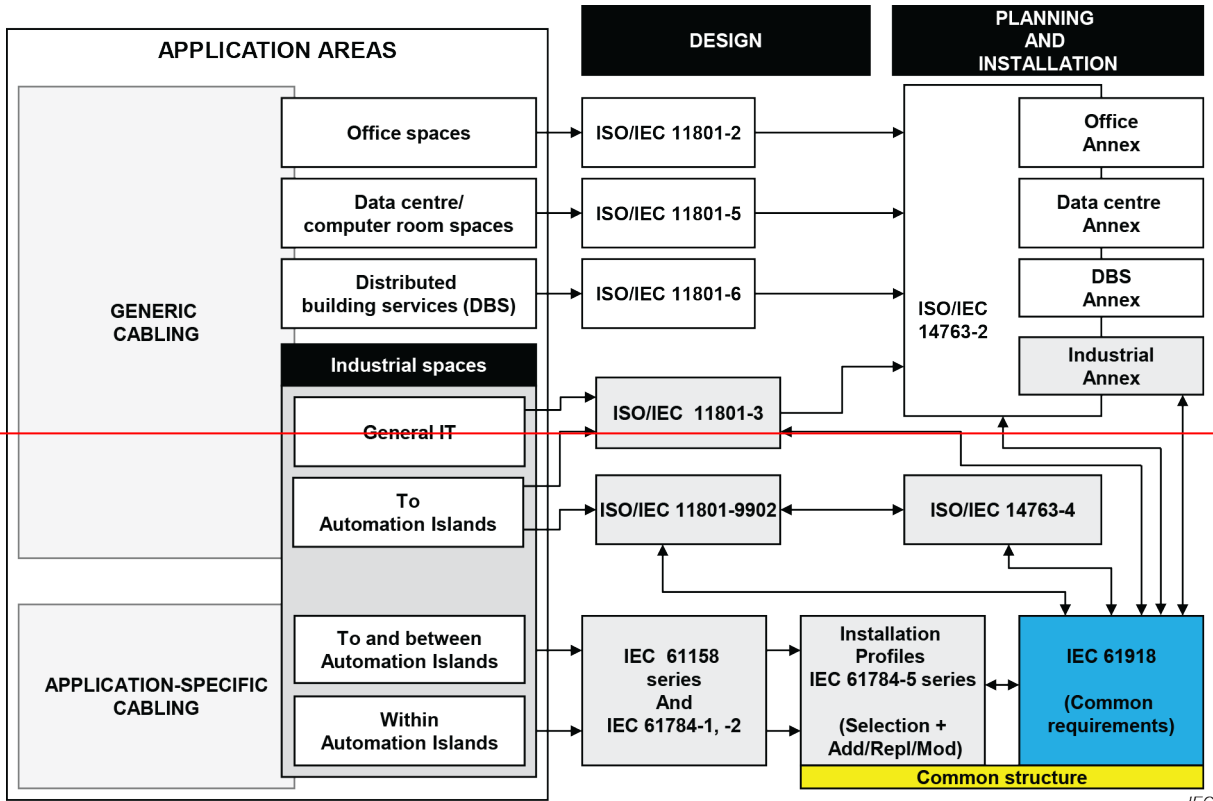 APPLICATION AREAS
DESIGN
PLANNING
AND
INSTALLATION
GENERIC
CABLING
Office spaces
ISO/IEC 11801-2
Office
Annex
Data centre/
computer room spaces
ISO/IEC 11801-5
Data centre
Annex
Distributed
building services (DBS)
ISO/IEC 11801-6
DBS
Annex
ISO/IEC
14763-2
Industrial
Annex
Industrial spaces
General IT
ISO/IEC 11801-3
To
Automation Islands
ISO/IEC 11801-9902
ISO/IEC 14763-4
APPLICATION-SPECIFIC
CABLING
To and between
Automation Islands
Within
Automation Islands
IEC 61158
series
And
IEC 61784-1, -2
Installation
Profiles
IEC 61784-5 series
(Selection +
Add/Repl/Mod)
IEC 61918
(Common
requirements)
Common structure
IEC